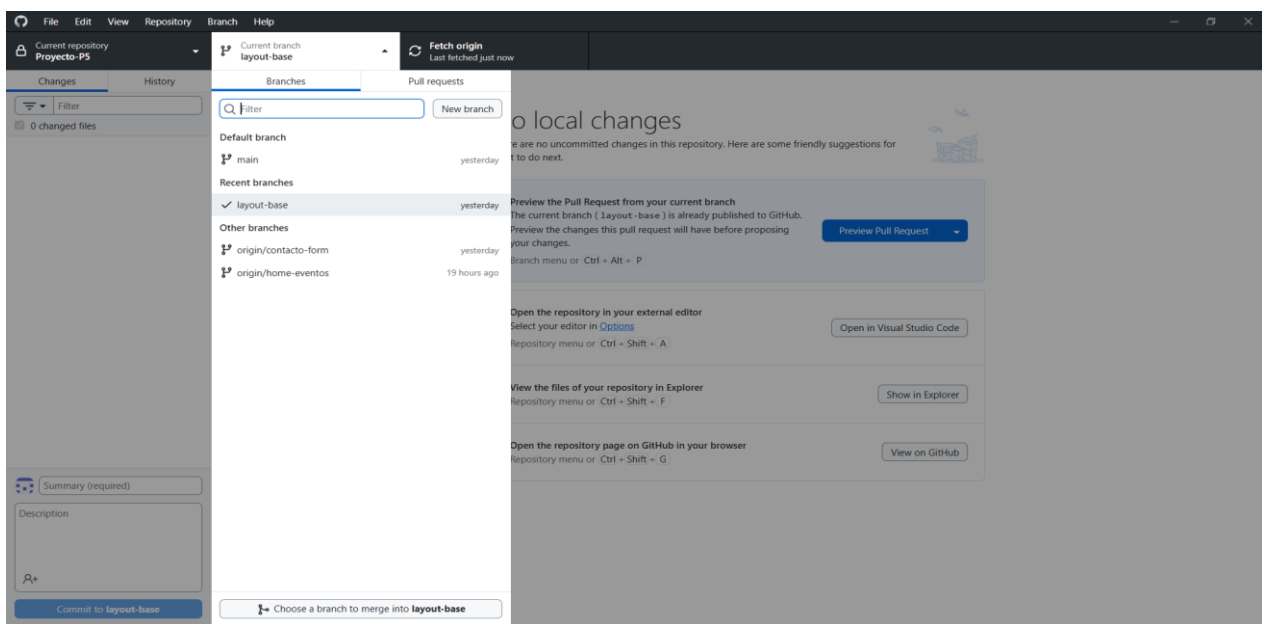 File Edit View Repository Branch Help
Current repository
Proyecto-P5
Current branch
layout-base
Fetch origin
Last fetched just now
Changes History
Filter
0 changed files
Branches Pull requests
Filter
New branch
Default branch
main yesterday
Recent branches
layout-base yesterday
Other branches
origin/contacto-form yesterday
origin/home-eventos 19 hours ago
Choose a branch to merge into layout-base
o local changes
e are no uncommitted changes in this repository. Here are some friendly suggestions for
t to do next.
Preview the Pull Request from your current branch
The current branch ( layout-base ) is already published to GitHub.
Preview the changes this pull request will have before proposing
your changes.
Branch menu or Ctrl + Alt + P
Preview Pull Request
Open the repository in your external editor
Select your editor in Options
Repository menu or Ctrl + Shift + A
Open in Visual Studio Code
View the files of your repository in Explorer
Repository menu or Ctrl + Shift + F
Show in Explorer
Open the repository page on GitHub in your browser
Repository menu or Ctrl + Shift + G
View on GitHub
Summary (required)
Description
Commit to layout-base